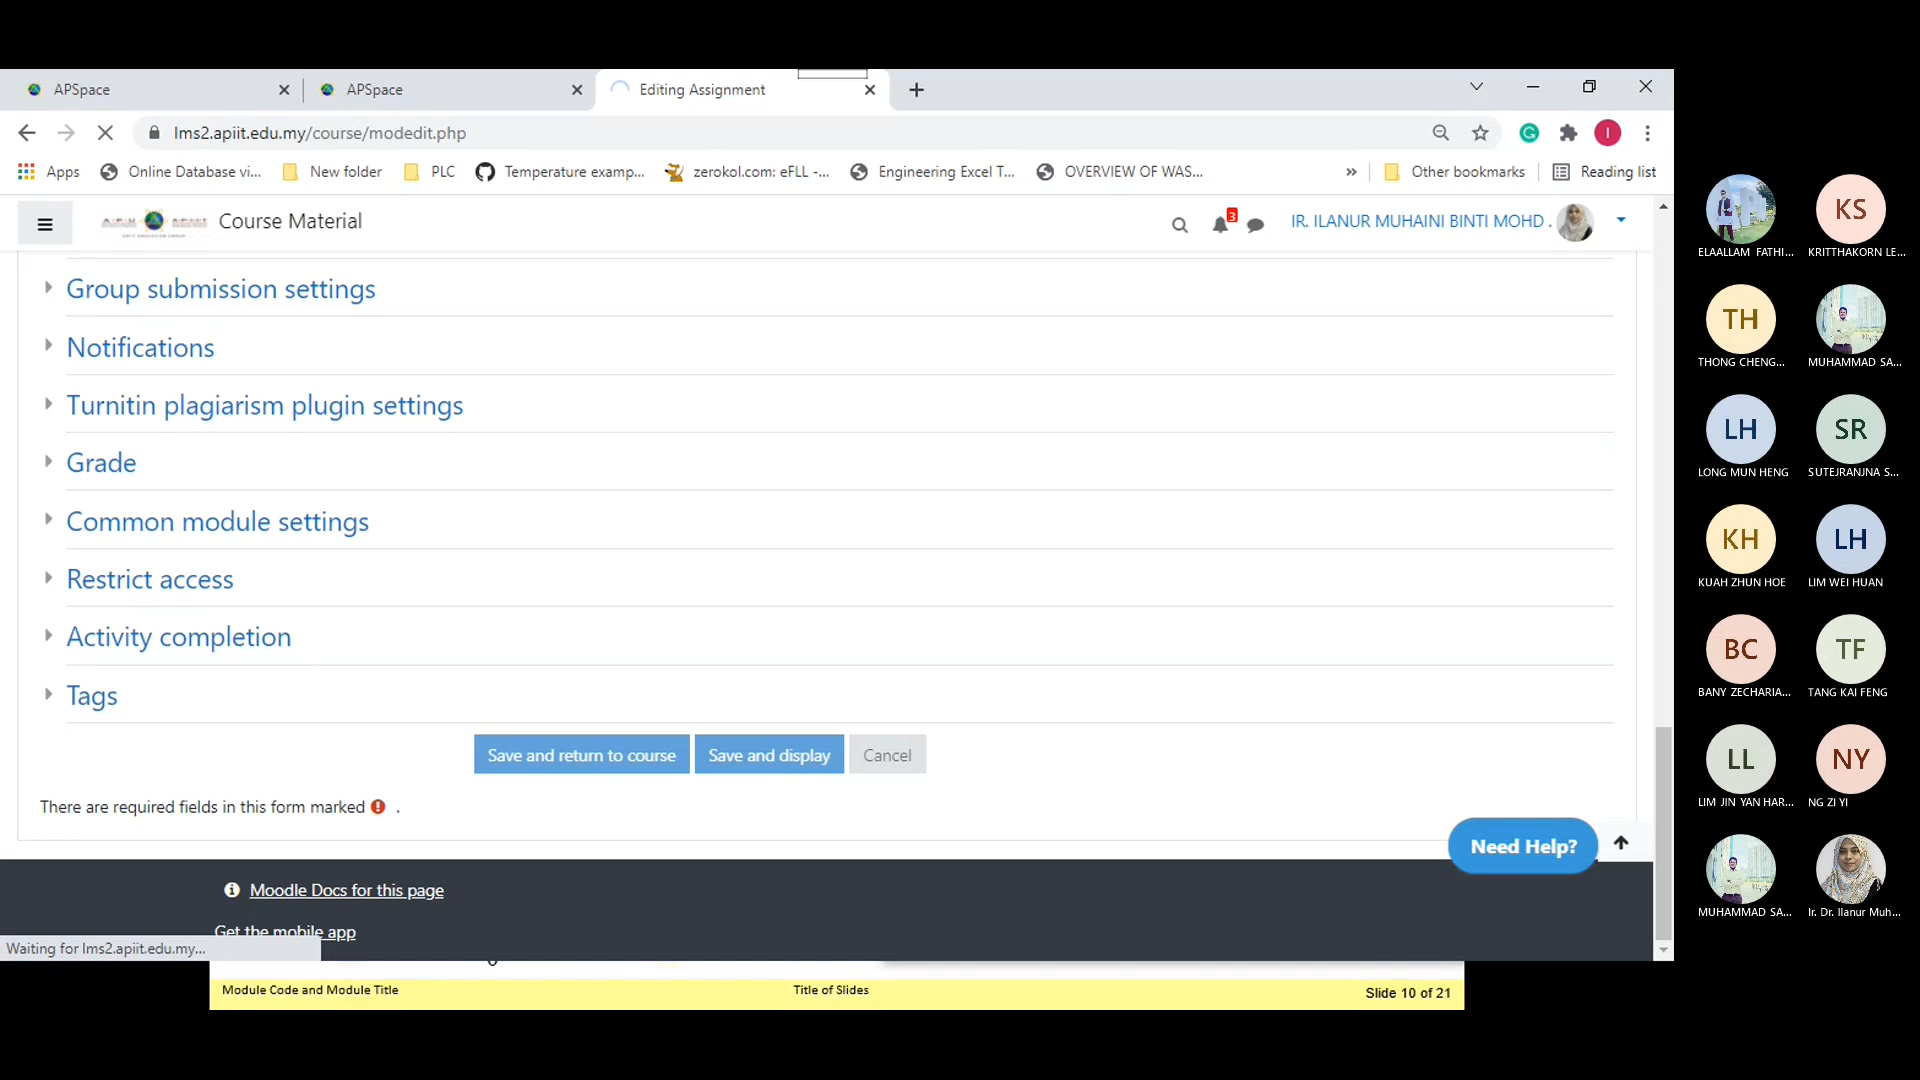 APSpace
APSpace
Editing Assignment
lms2.apiit.edu.my/course/modedit.php
Apps
Online Database vi...
New folder
PLC
Temperature examp...
zerokol.com: eFLL -...
Engineering Excel T...
OVERVIEW OF WAS...
»
Other bookmarks
Reading list
Course Material
3
IR. ILANUR MUHAINI BINTI MOHD .
I
Group submission settings
Notifications
Turnitin plagiarism plugin settings
Grade
Common module settings
Restrict access
Activity completion
Tags
Save and return to course
Save and display
Cancel
There are required fields in this form marked .
Need Help?
Moodle Docs for this page
Get the mobile app
Waiting for lms2.apiit.edu.my...
Module Code and Module Title
Title of Slides
Slide 10 of 21
ELAALLAM FATHI...
KS
KRITTHAKORN LE...
TH
THONG CHENG...
MUHAMMAD SA...
LH
LONG MUN HENG
SR
SUTEJRANJNA S...
KH
KUAH ZHUN HOE
LH
LIM WEI HUAN
BC
BANY ZECHARIA...
TF
TANG KAI FENG
LL
LIM JIN YAN HAR...
NY
NG ZI YI
MUHAMMAD SA...
Ir. Dr. Ilanur Muh...